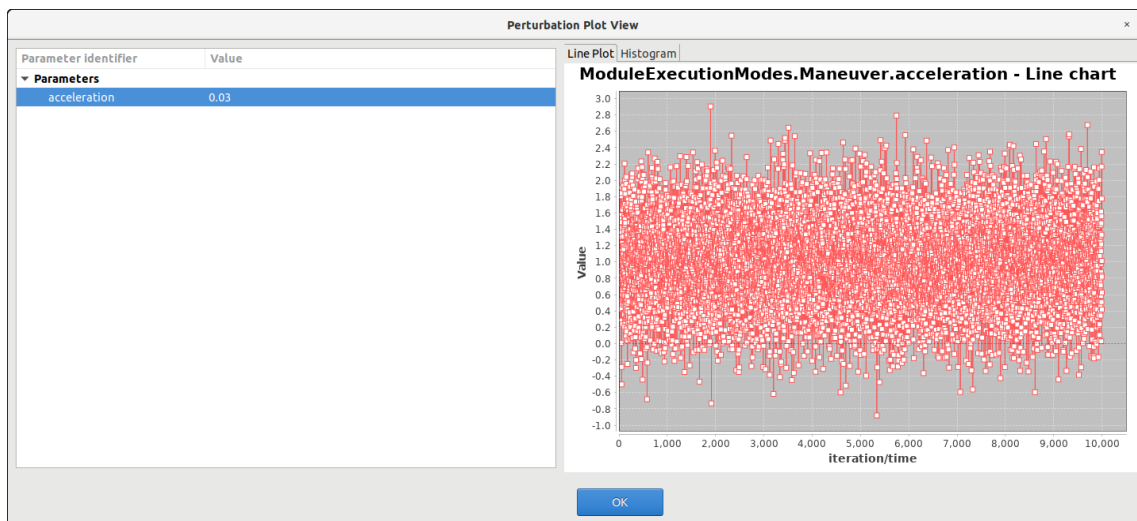 Perturbation Plot View
×
Parameter identifier Value
Parameters
acceleration 0.03
Line Plot Histogram
ModuleExecutionModes.Maneuver.acceleration - Line chart
3.0
2.8
2.6
2.4
2.2
2.0
1.8
1.6
1.4
1.2
1.0
0.8
0.6
0.4
0.2
0.0
-0.2
-0.4
-0.6
-0.8
-1.0
Value
0 1,000 2,000 3,000 4,000 5,000 6,000 7,000 8,000 9,000 10,000
iteration/time
OK